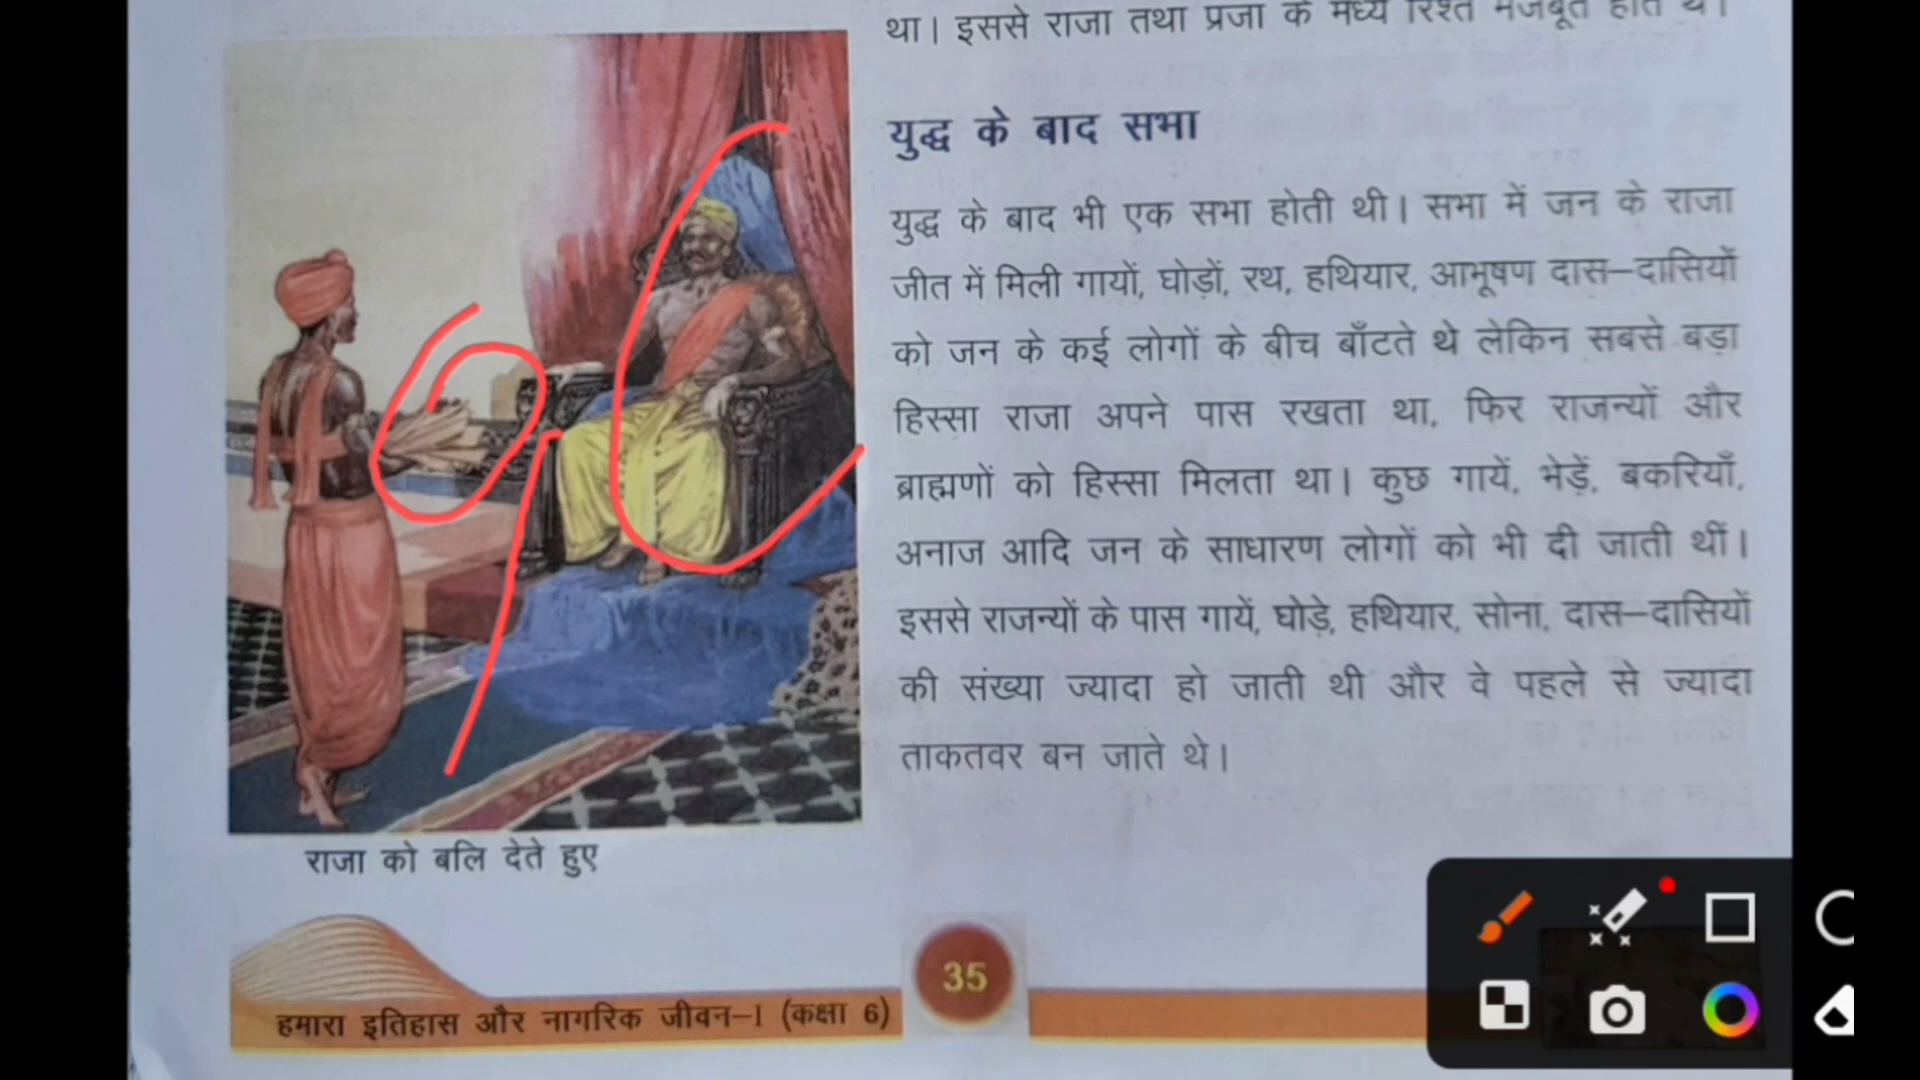 था। इससे राजा तथा प्रजा के मध्य रिश्ते मजबूत होते थे।
युद्ध के बाद सभा
युद्ध के बाद भी एक सभा होती थी। सभा में जन के राजा
जीत में मिली गायों, घोड़ों, रथ, हथियार, आभूषण दास–दासियों
को जन के कई लोगों के बीच बाँटते थे लेकिन सबसे बड़ा
हिस्सा राजा अपने पास रखता था, फिर राजन्यों और
ब्राह्मणों को हिस्सा मिलता था। कुछ गायें, भेड़ें, बकरियाँ,
अनाज आदि जन के साधारण लोगों को भी दी जाती थीं।
इससे राजन्यों के पास गायें, घोड़े, हथियार, सोना, दास–दासियों
की संख्या ज्यादा हो जाती थी और वे पहले से ज्यादा
ताकतवर बन जाते थे।
राजा को बलि देते हुए
हमारा इतिहास और नागरिक जीवन–I (कक्षा 6)
35